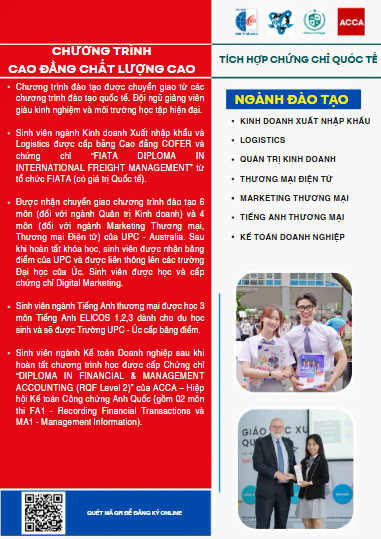 CHƯƠNG TRÌNH
CAO ĐẲNG CHẤT LƯỢNG CAO
• Chương trình đào tạo được chuyển giao từ các
chương trình đào tạo quốc tế. Đội ngũ giảng viên
giàu kinh nghiệm và môi trường học tập hiện đại.
• Sinh viên ngành Kinh doanh Xuất nhập khẩu và
Logistics được cấp bằng Cao đẳng COFER và
chứng chỉ “FIATA DIPLOMA IN
INTERNATIONAL FREIGHT MANAGEMENT” từ
tổ chức FIATA (có giá trị Quốc tế).
• Được nhận chuyển giao chương trình đào tạo 6
môn (đối với ngành Quản trị Kinh doanh) và 4
môn (đối với ngành Marketing Thương mại,
Thương mại Điện tử) của UPC - Australia. Sau
khi hoàn tất khóa học, sinh viên được nhận bảng
điểm của UPC và được liên thông lên các trường
Đại học của Úc. Sinh viên được học và cấp
chứng chỉ Digital Marketing.
• Sinh viên ngành Tiếng Anh thương mại được học 3
môn Tiếng Anh ELICOS 1,2,3 dành cho du học
sinh và sẽ được Trường UPC - Úc cấp bảng điểm.
• Sinh viên ngành Kế toán Doanh nghiệp sau khi
hoàn tất chương trình học được cấp Chứng chỉ
“DIPLOMA IN FINANCIAL & MANAGEMENT
ACCOUNTING (RQF Level 2)” của ACCA – Hiệp
hội Kế toán Công chứng Anh Quốc (gồm 02 môn
thi FA1 - Recording Financial Transactions và
MA1 - Management Information).
QUÉT MÃ QR ĐỂ ĐĂNG KÝ ONLINE
ACCA
TÍCH HỢP CHỨNG CHỈ QUỐC TẾ
NGÀNH ĐÀO TẠO
• KINH DOANH XUẤT NHẬP KHẨU
• LOGISTICS
• QUẢN TRỊ KINH DOANH
• THƯƠNG MẠI ĐIỆN TỬ
• MARKETING THƯƠNG MẠI
• TIẾNG ANH THƯƠNG MẠI
• KẾ TOÁN DOANH NGHIỆP